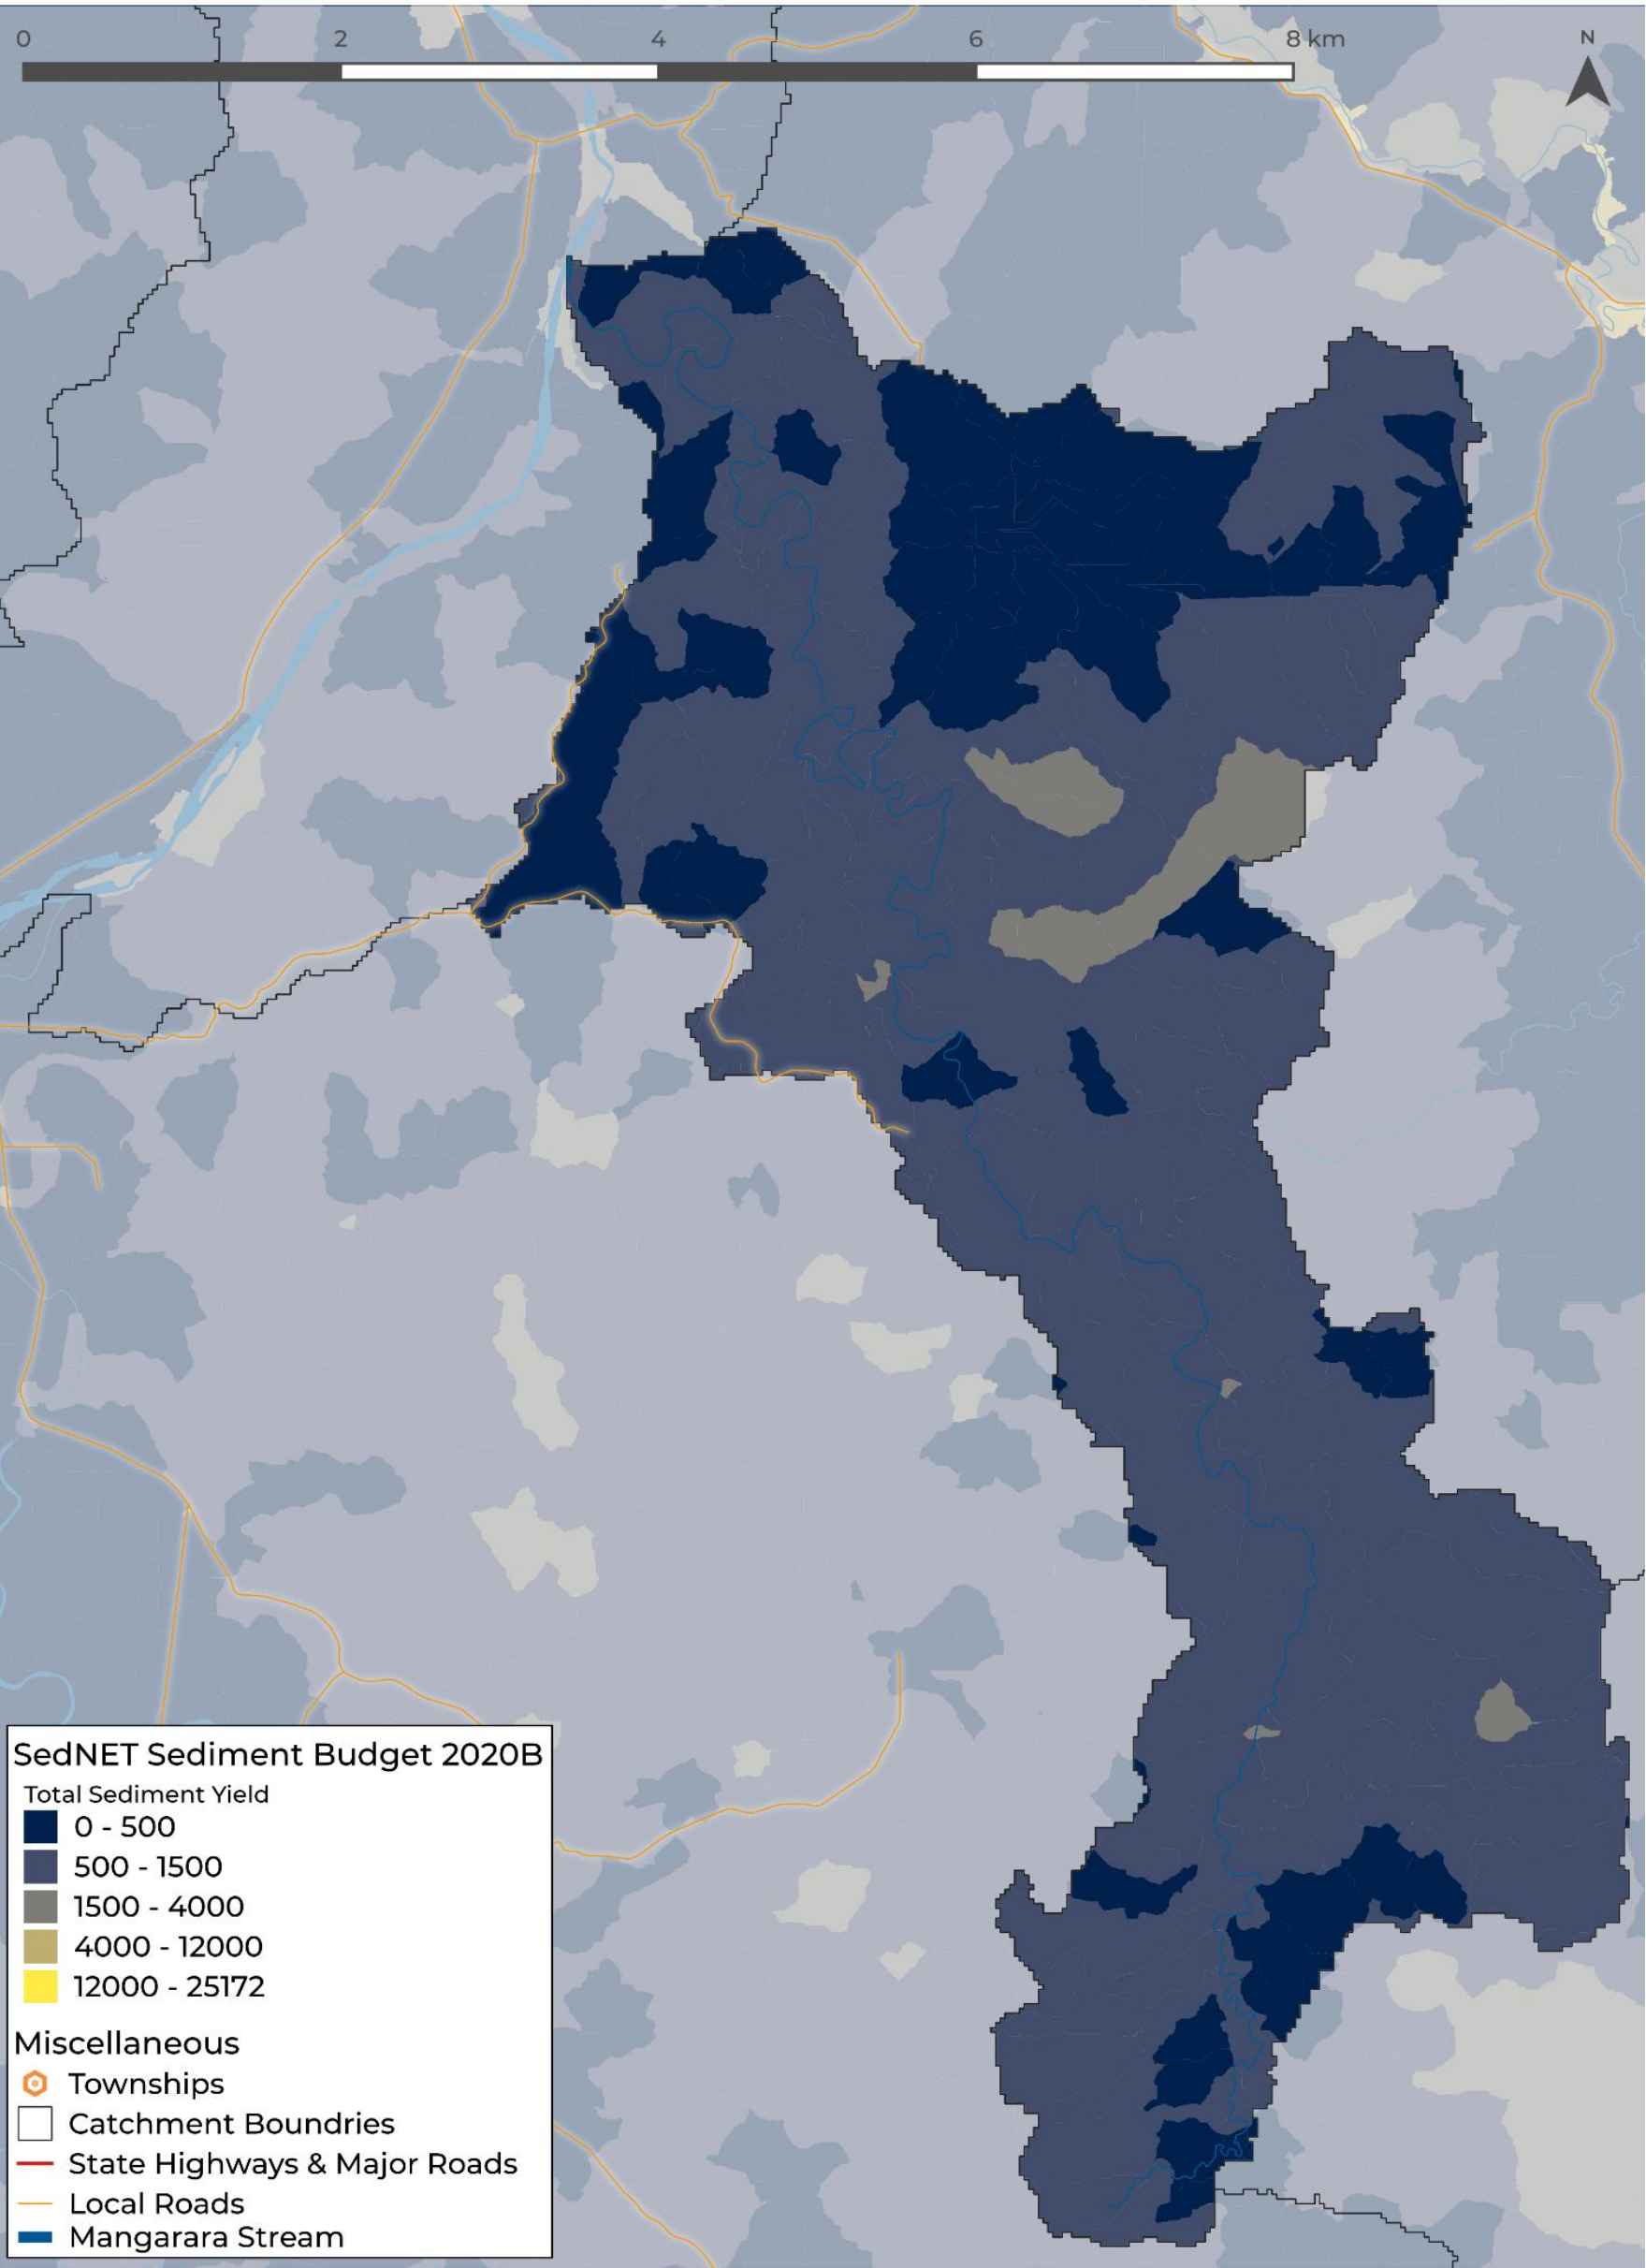 0 2 4 6 8 km N
SedNET Sediment Budget 2020B
Total Sediment Yield
0 - 500
500 - 1500
1500 - 4000
4000 - 12000
12000 - 25172
Miscellaneous
Townships
Catchment Boundries
State Highways & Major Roads
Local Roads
Mangarara Stream